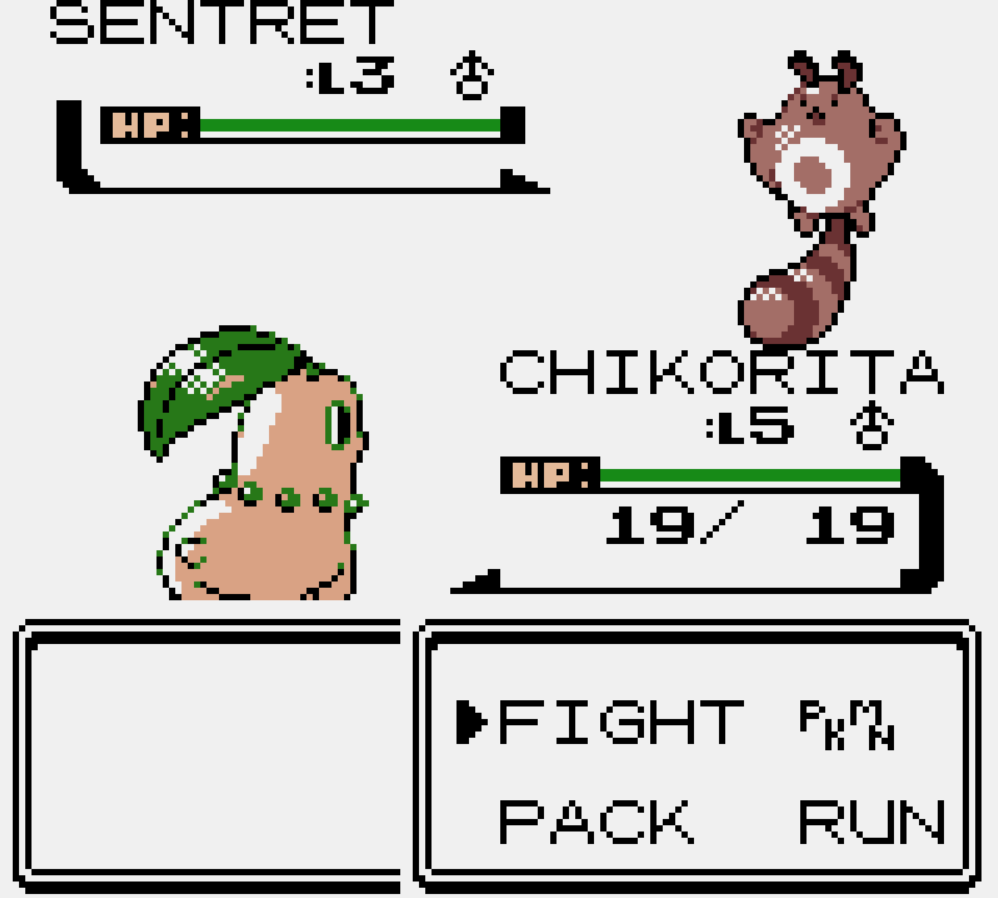 SENTRET
:L3 ♂
HP:
CHIKORITA
:L5 ♂
HP:
19/ 19
▶FIGHT PKMN
PACK RUN